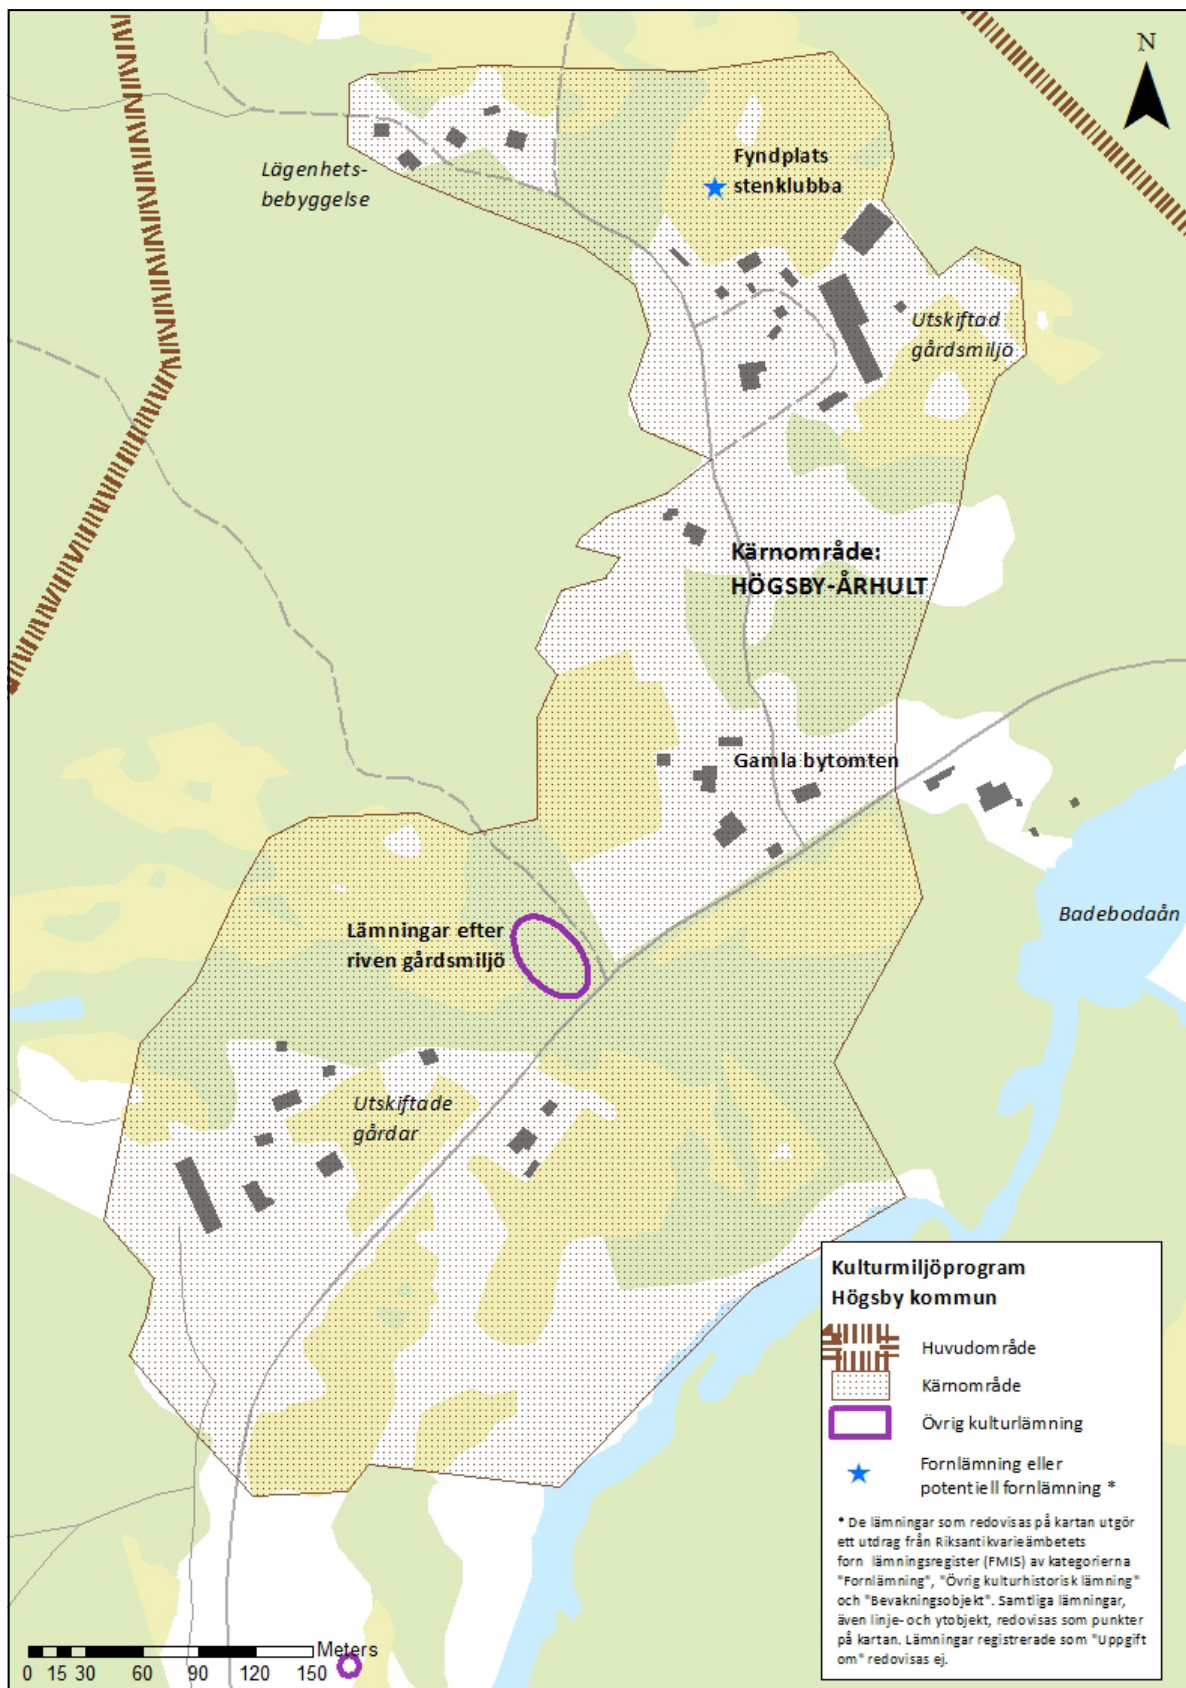 N
Fyndplats
stenklubba
Lägenhets-
bebyggelse
Utskiftad
gårdsmiljö
Kärnområde:
HÖGSBY-ÅRHULT
Gamla bytomten
Badebodaån
Lämningar efter
riven gårdsmiljö
Utskiftade
gårdar
Kulturmiljöprogram
Högsby kommun
Huvudområde
Kärnområde
Övrig kulturlämning
Fornlämning eller
potentiell fornlämning *
* De lämningar som redovisas på kartan utgör
ett utdrag från Riksantikvarieämbetets
forn lämningsregister (FMIS) av kategorierna
"Fornlämning", "Övrig kulturhistorisk lämning"
och "Bevakningsobjekt". Samtliga lämningar,
även linje- och ytobjekt, redovisas som punkter
på kartan. Lämningar registrerade som "Uppgift
om" redovisas ej.
Meters
0 15 30 60 90 120 150